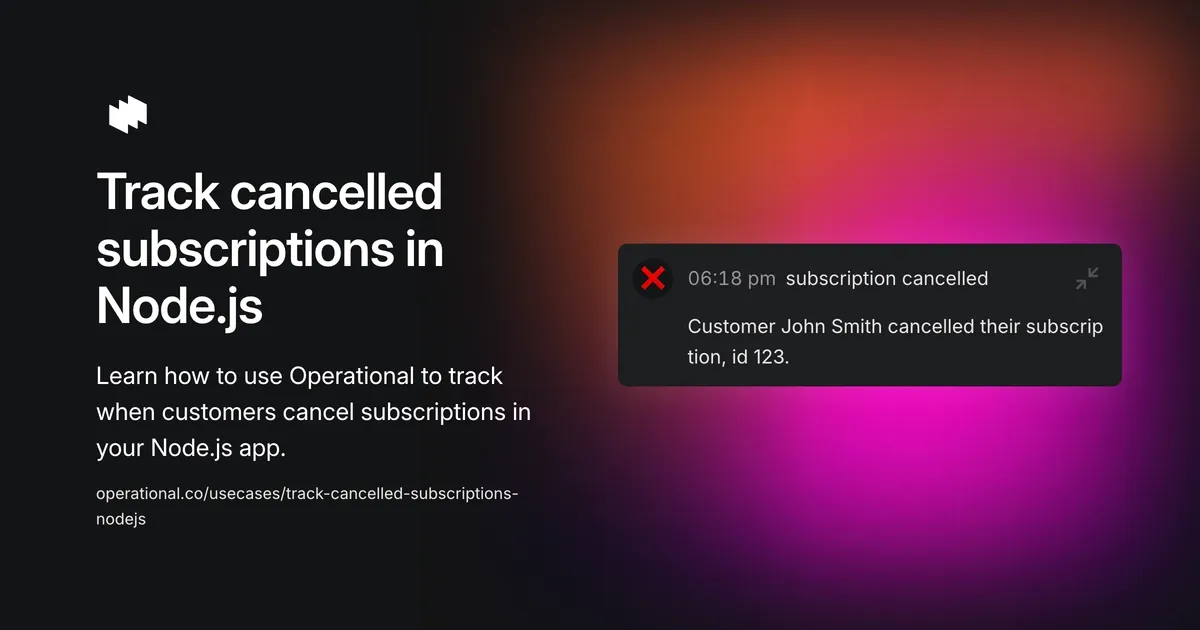 Track cancelled
subscriptions in
Node.js
Learn how to use Operational to track
when customers cancel subscriptions in
your Node.js app.
operational.co/usecases/track-cancelled-subscriptions-
nodejs
06:18 pm subscription cancelled
Customer John Smith cancelled their subscrip
tion, id 123.